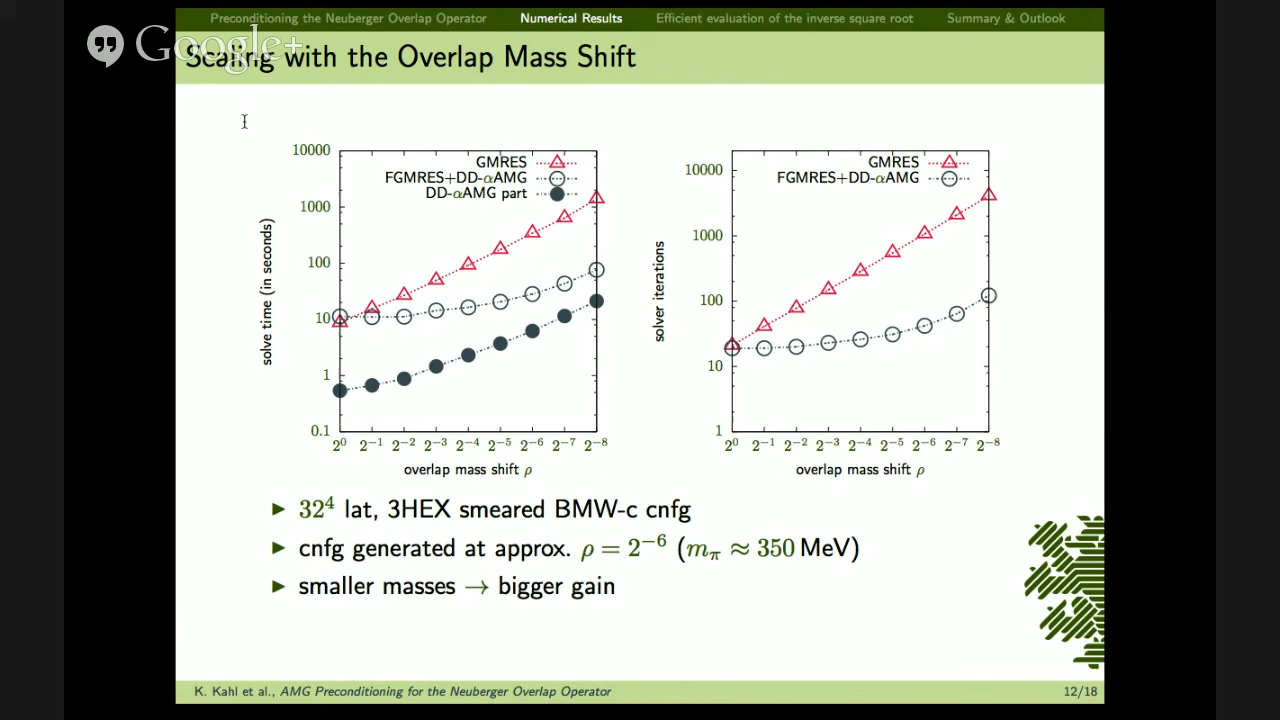 Preconditioning the Neuberger Overlap Operator Numerical Results Efficient evaluation of the inverse square root Summary & Outlook
Google+
Scaling with the Overlap Mass Shift
GMRES
FGMRES+DD-αAMG
DD-αAMG part
solve time (in seconds)
10000
1000
100
10
1
0.1
2⁰ 2⁻¹ 2⁻² 2⁻³ 2⁻⁴ 2⁻⁵ 2⁻⁶ 2⁻⁷ 2⁻⁸
overlap mass shift ρ
GMRES
FGMRES+DD-αAMG
solver iterations
10000
1000
100
10
1
2⁰ 2⁻¹ 2⁻² 2⁻³ 2⁻⁴ 2⁻⁵ 2⁻⁶ 2⁻⁷ 2⁻⁸
overlap mass shift ρ
▶ 32⁴ lat, 3HEX smeared BMW-c cnfg
▶ cnfg generated at approx. ρ = 2⁻⁶ (mπ ≈ 350 MeV)
▶ smaller masses → bigger gain
K. Kahl et al., AMG Preconditioning for the Neuberger Overlap Operator 12/18